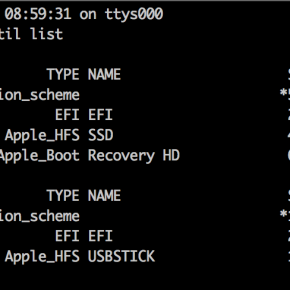 08:59:31 on ttys000
til list
TYPE NAME
ion_scheme *
EFI EFI
Apple_HFS SSD
Apple_Boot Recovery HD
TYPE NAME
ion_scheme *
EFI EFI
Apple_HFS USBSTICK